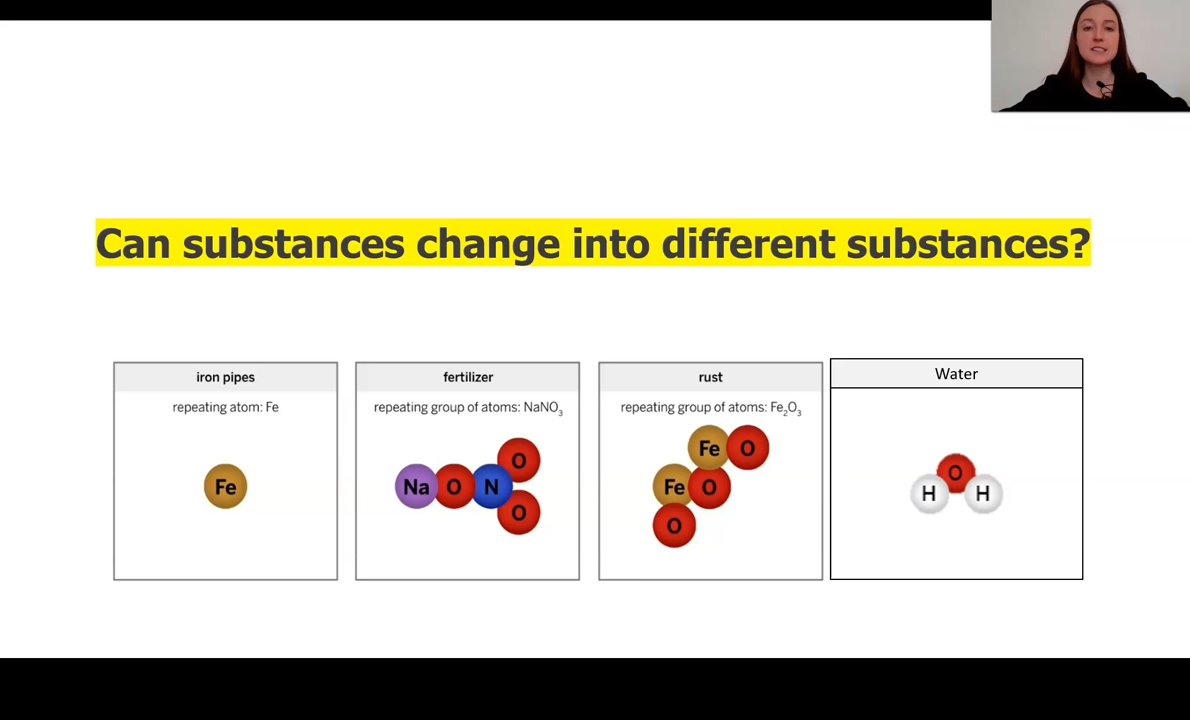 Can substances change into different substances?
iron pipes
repeating atom: Fe
Fe
fertilizer
repeating group of atoms: NaNO₃
O
Na O N
O
rust
repeating group of atoms: Fe₂O₃
Fe O
Fe O
O
Water
O
H H